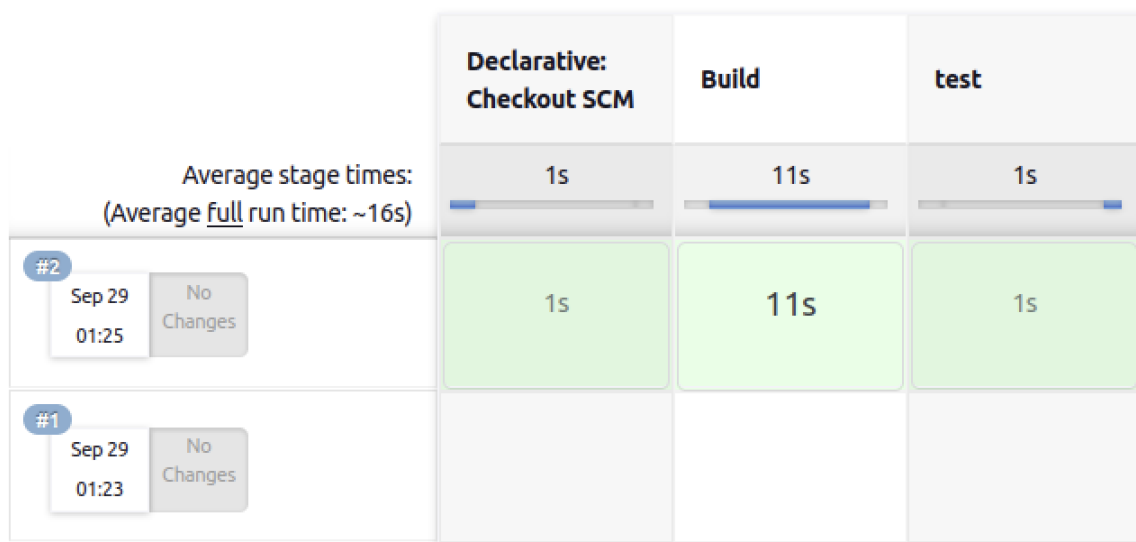 Declarative:
Checkout SCM
Build
test
Average stage times:
(Average full run time: ~16s)
1s
11s
1s
#2
Sep 29
01:25
No
Changes
1s
11s
1s
#1
Sep 29
01:23
No
Changes